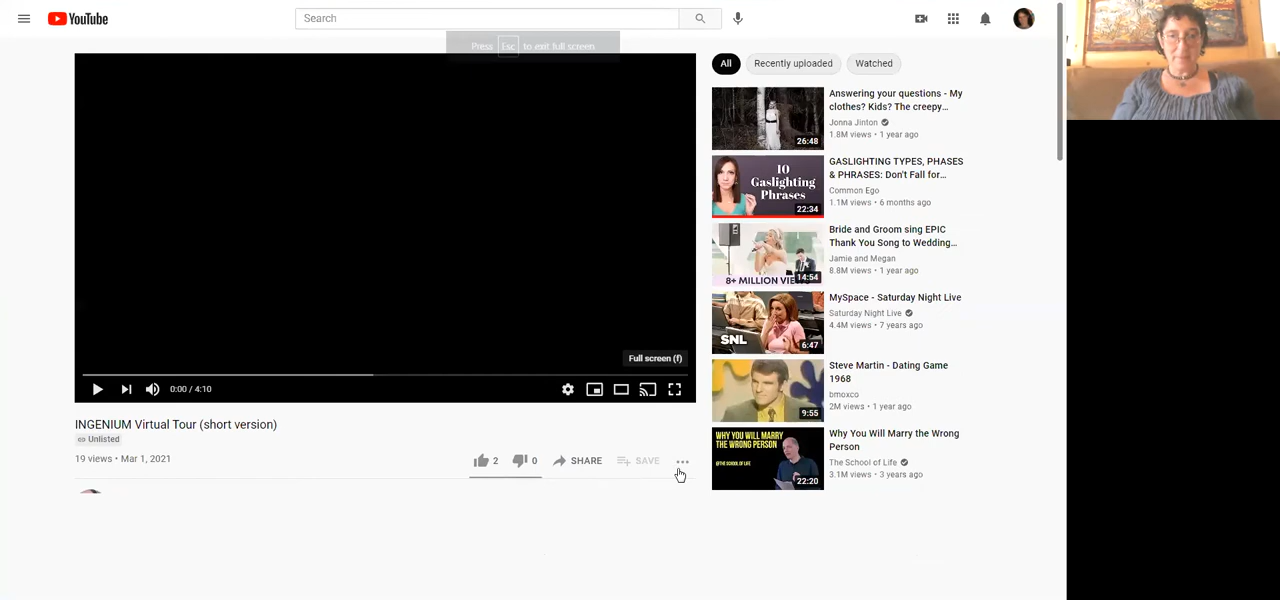 YouTube
Search
Press Esc to exit full screen
All Recently uploaded Watched
Answering your questions - My
clothes? Kids? The creepy…
Jonna Jinton
1.8M views • 1 year ago
26:48
GASLIGHTING TYPES, PHASES
& PHRASES: Don't Fall for…
Common Ego
1.1M views • 6 months ago
10
Gaslighting
Phrases
22:34
Bride and Groom sing EPIC
Thank You Song to Wedding…
Jamie and Megan
8.8M views • 1 year ago
14:54
8+ MILLION
MySpace - Saturday Night Live
Saturday Night Live
4.4M views • 7 years ago
SNL
6:47
Steve Martin - Dating Game
1968
bmoxco
2M views • 1 year ago
9:55
Why You Will Marry the Wrong
Person
The School of Life
3.1M views • 3 years ago
WHY YOU WILL MARRY
THE WRONG PERSON
@THE SCHOOL OF LIFE
22:20
Full screen (f)
0:00 / 4:10
INGENIUM Virtual Tour (short version)
Unlisted
19 views • Mar 1, 2021
2 0 SHARE SAVE